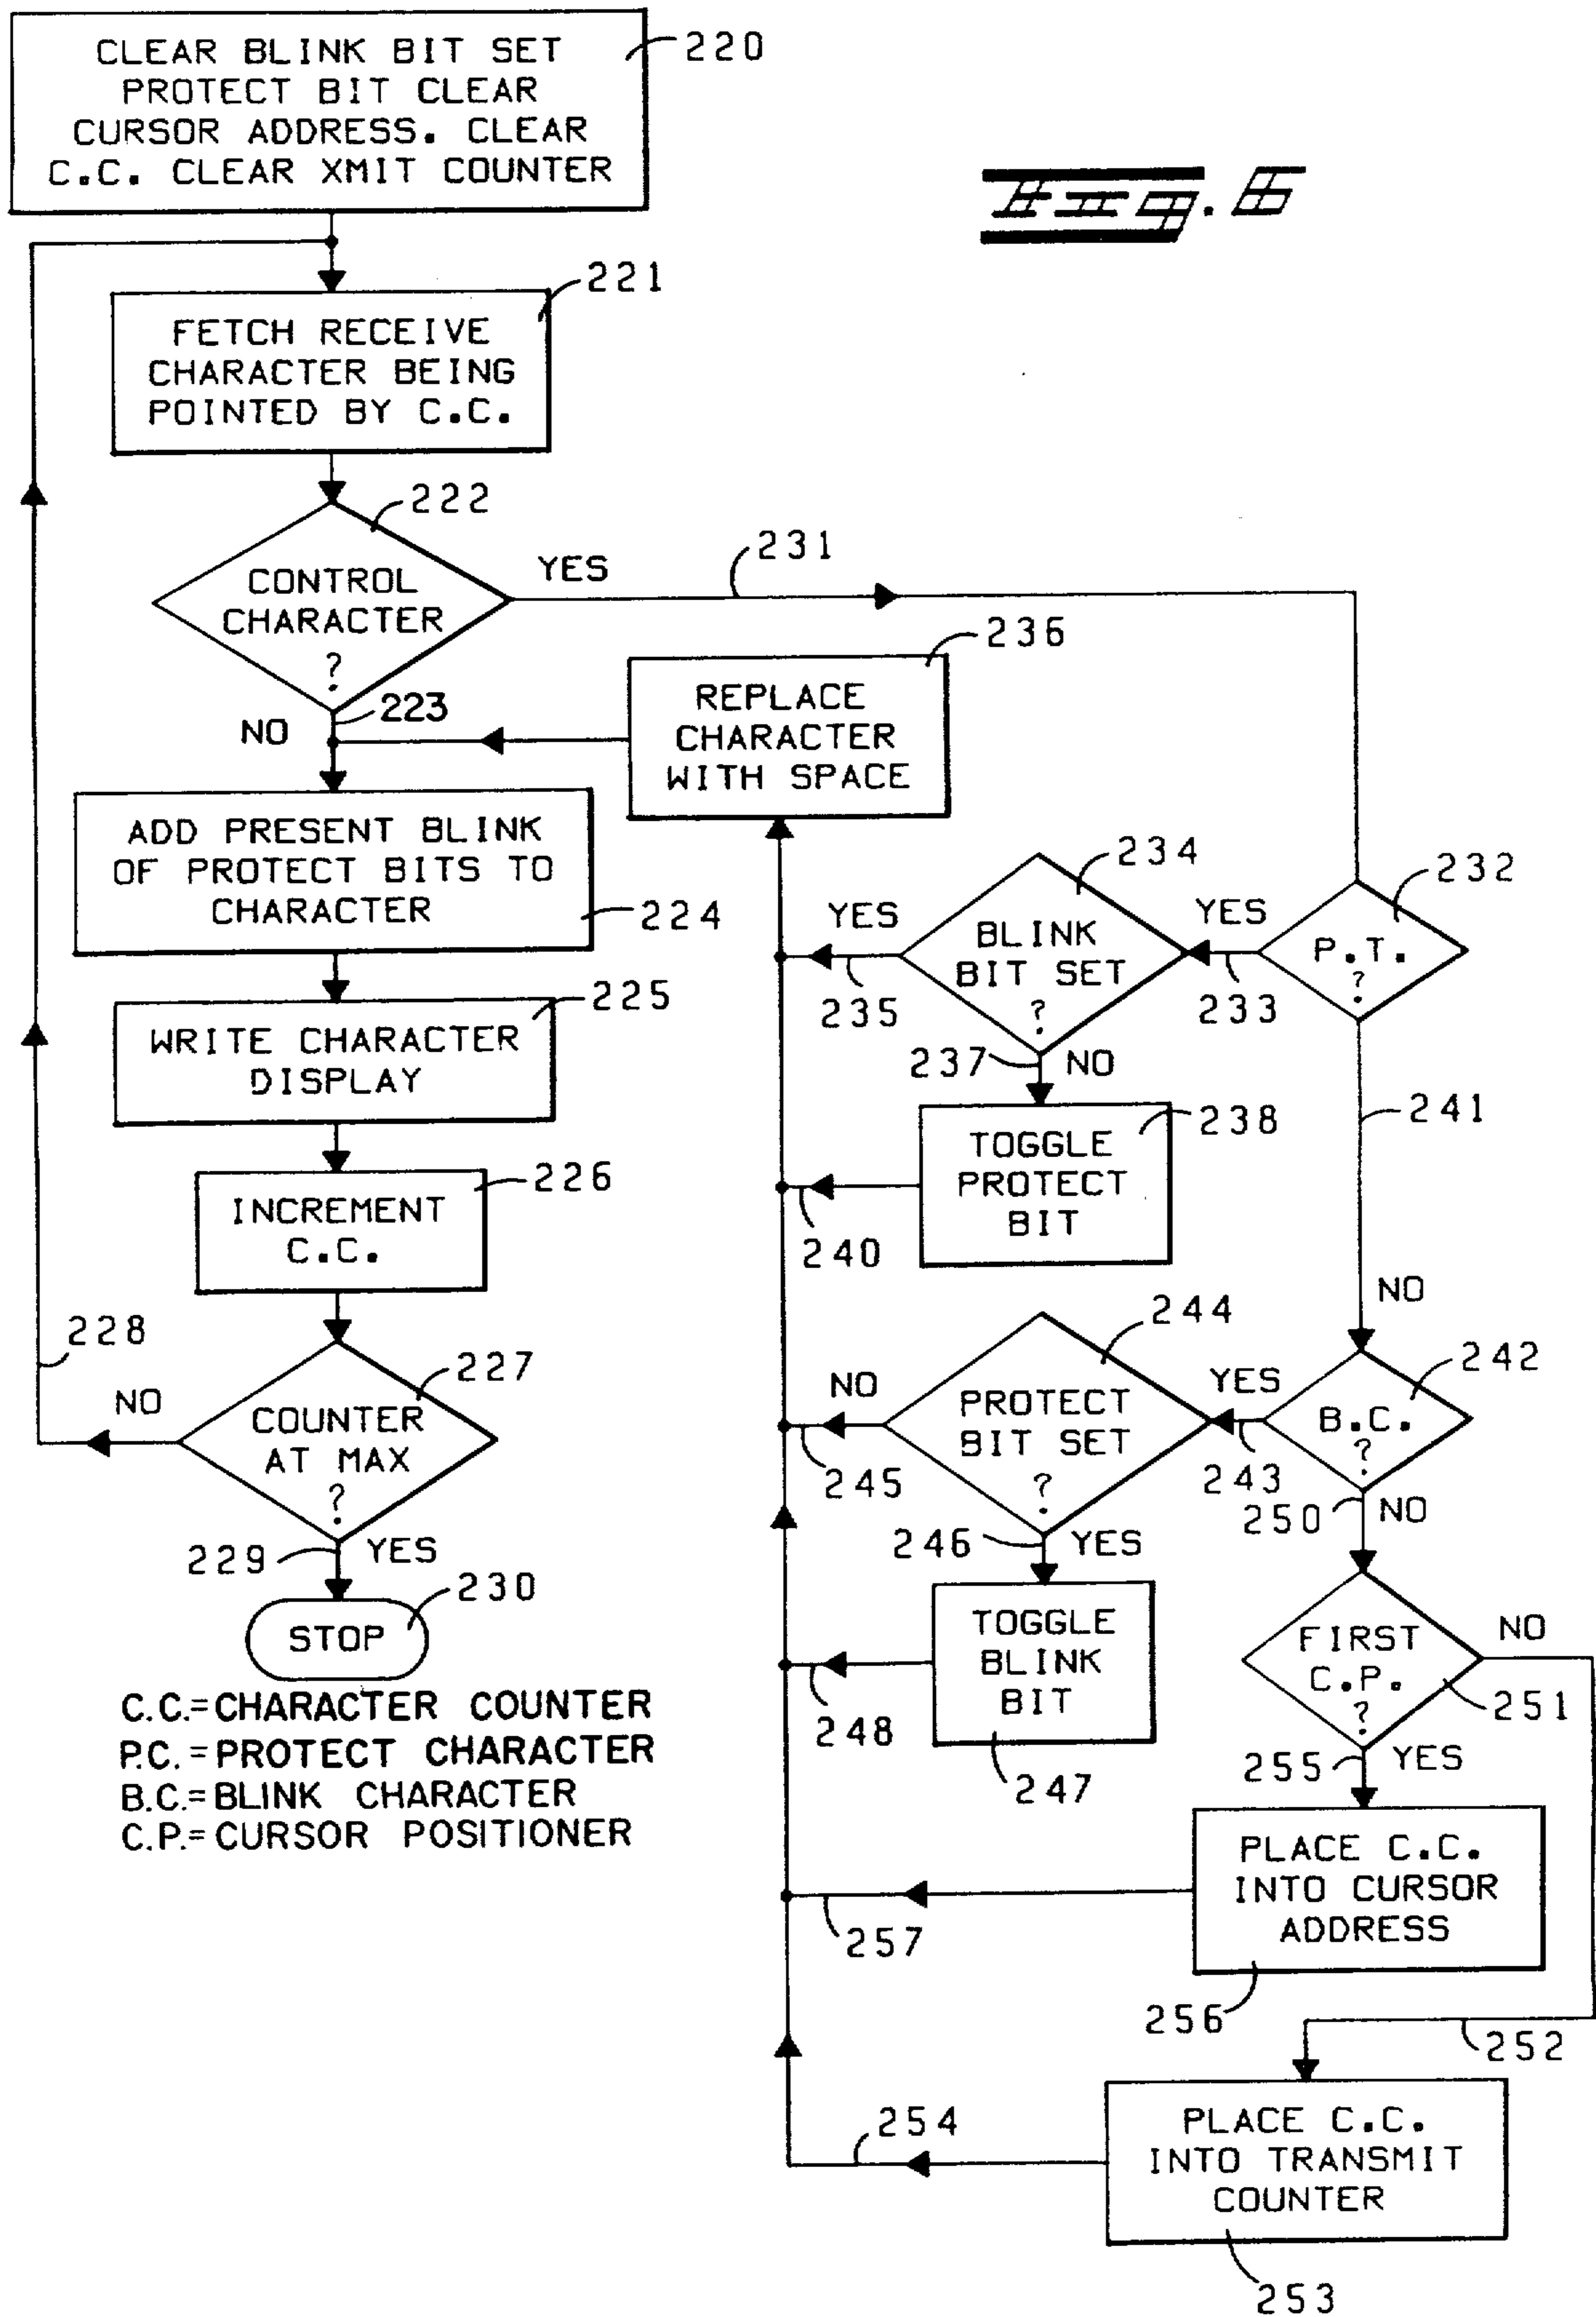 CLEAR BLINK BIT SET
PROTECT BIT CLEAR
CURSOR ADDRESS. CLEAR
C.C. CLEAR XMIT COUNTER
220
Fig. 6
221
FETCH RECEIVE
CHARACTER BEING
POINTED BY C.C.
222
CONTROL
CHARACTER
?
YES
231
NO
223
236
REPLACE
CHARACTER
WITH SPACE
ADD PRESENT BLINK
OF PROTECT BITS TO
CHARACTER
224
232
P.T.
?
YES
233
234
BLINK
BIT SET
?
YES
235
237
NO
225
WRITE CHARACTER
DISPLAY
238
TOGGLE
PROTECT
BIT
240
241
NO
226
INCREMENT
C.C.
228
227
COUNTER
AT MAX
?
NO
229
YES
230
STOP
242
B.C.
?
YES
243
244
PROTECT
BIT SET
?
NO
245
246
YES
250
NO
TOGGLE
BLINK
BIT
247
248
FIRST
C.P.
?
NO
251
255
YES
PLACE C.C.
INTO CURSOR
ADDRESS
256
257
252
PLACE C.C.
INTO TRANSMIT
COUNTER
253
254
C.C.=CHARACTER COUNTER
P.C.=PROTECT CHARACTER
B.C.=BLINK CHARACTER
C.P.=CURSOR POSITIONER